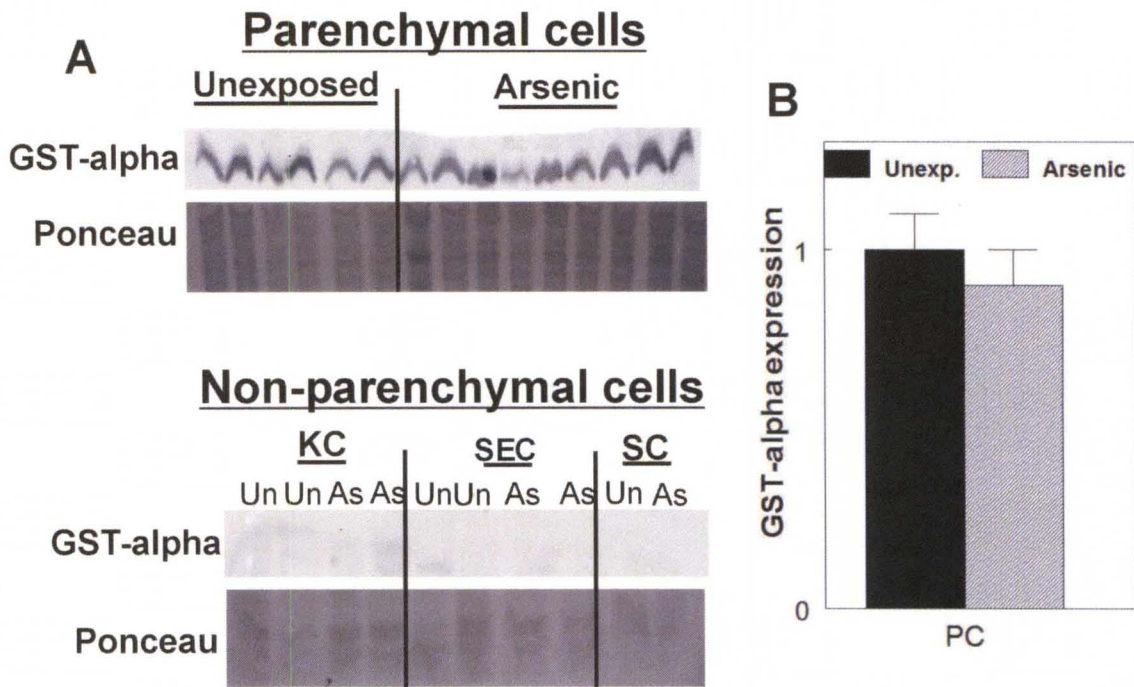 A
Parenchymal cells
Unexposed Arsenic
GST-alpha
Ponceau
Non-parenchymal cells
KC SEC SC
Un Un As As Un Un As As Un As
GST-alpha
Ponceau
B
Unexp. Arsenic
GST-alpha expression
1
0
PC